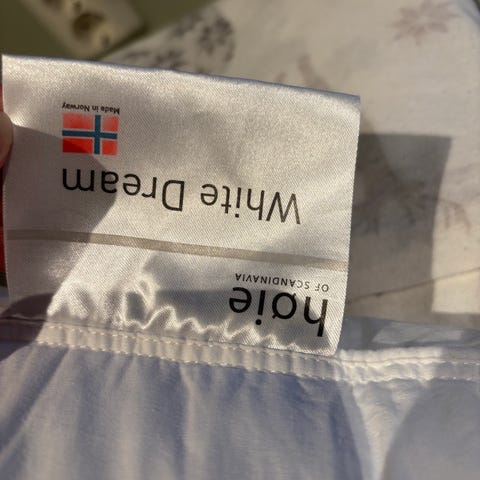 høie
OF SCANDINAVIA
White Dream
Made in Norway